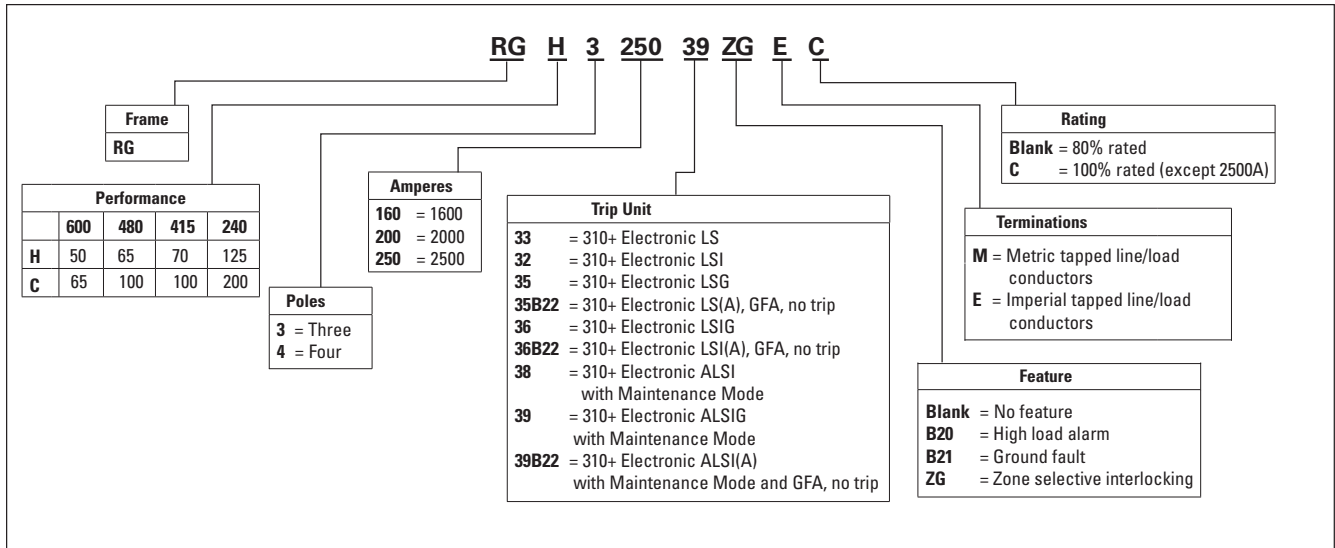 RG H 3 250 39 ZG E C
Frame
RG
Performance
600 480 415 240
H 50 65 70 125
C 65 100 100 200
Poles
3 = Three
4 = Four
Amperes
160 = 1600
200 = 2000
250 = 2500
Trip Unit
33 = 310+ Electronic LS
32 = 310+ Electronic LSI
35 = 310+ Electronic LSG
35B22 = 310+ Electronic LS(A), GFA, no trip
36 = 310+ Electronic LSIG
36B22 = 310+ Electronic LSI(A), GFA, no trip
38 = 310+ Electronic ALSI
with Maintenance Mode
39 = 310+ Electronic ALSIG
with Maintenance Mode
39B22 = 310+ Electronic ALSI(A)
with Maintenance Mode and GFA, no trip
Rating
Blank = 80% rated
C = 100% rated (except 2500A)
Terminations
M = Metric tapped line/load
conductors
E = Imperial tapped line/load
conductors
Feature
Blank = No feature
B20 = High load alarm
B21 = Ground fault
ZG = Zone selective interlocking